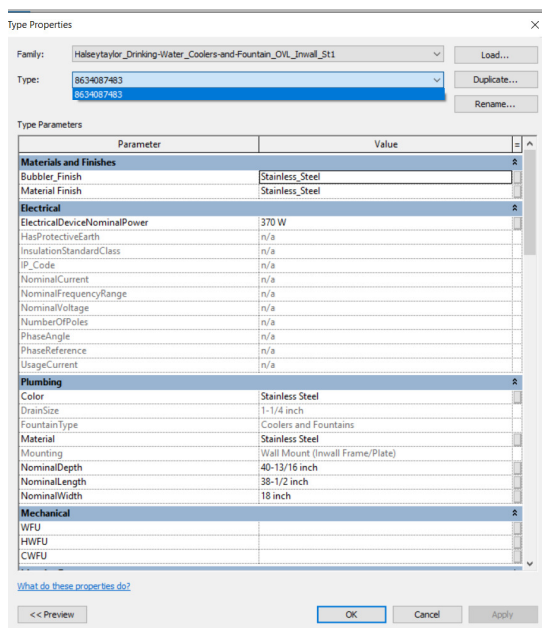 Type Properties
Family: Halseytaylor_Drinking-Water_Coolers-and-Fountain_OVL_Inwall_St1 Load...
Type: 8634087483 Duplicate...
8634087483
Rename...
Type Parameters
Parameter Value =
Materials and Finishes
Bubbler_Finish Stainless_Steel
Material Finish Stainless_Steel
Electrical
ElectricalDeviceNominalPower 370 W
HasProtectiveEarth n/a
InsulationStandardClass n/a
IP_Code n/a
NominalCurrent n/a
NominalFrequencyRange n/a
NominalVoltage n/a
NumberOfPoles n/a
PhaseAngle n/a
PhaseReference n/a
UsageCurrent n/a
Plumbing
Color Stainless Steel
DrainSize 1-1/4 inch
FountainType Coolers and Fountains
Material Stainless Steel
Mounting Wall Mount (Inwall Frame/Plate)
NominalDepth 40-13/16 inch
NominalLength 38-1/2 inch
NominalWidth 18 inch
Mechanical
WFU
HWFU
CWFU
What do these properties do?
<< Preview OK Cancel Apply